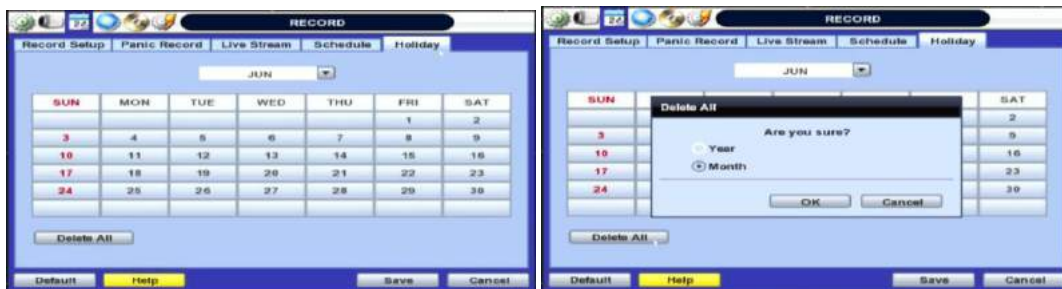 RECORD
Record Setup Panic Record Live Stream Schedule Holiday
JUN
SUN MON TUE WED THU FRI SAT
1 2
3 4 5 6 7 8 9
10 11 12 13 14 15 16
17 18 19 20 21 22 23
24 25 26 27 28 29 30
Delete All
Default Help Save Cancel
RECORD
Record Setup Panic Record Live Stream Schedule Holiday
JUN
SUN SAT
Delete All
2
Are you sure?
3 9
Year
10 16
Month
17 23
24 30
OK Cancel
Delete All
Default Help Save Cancel